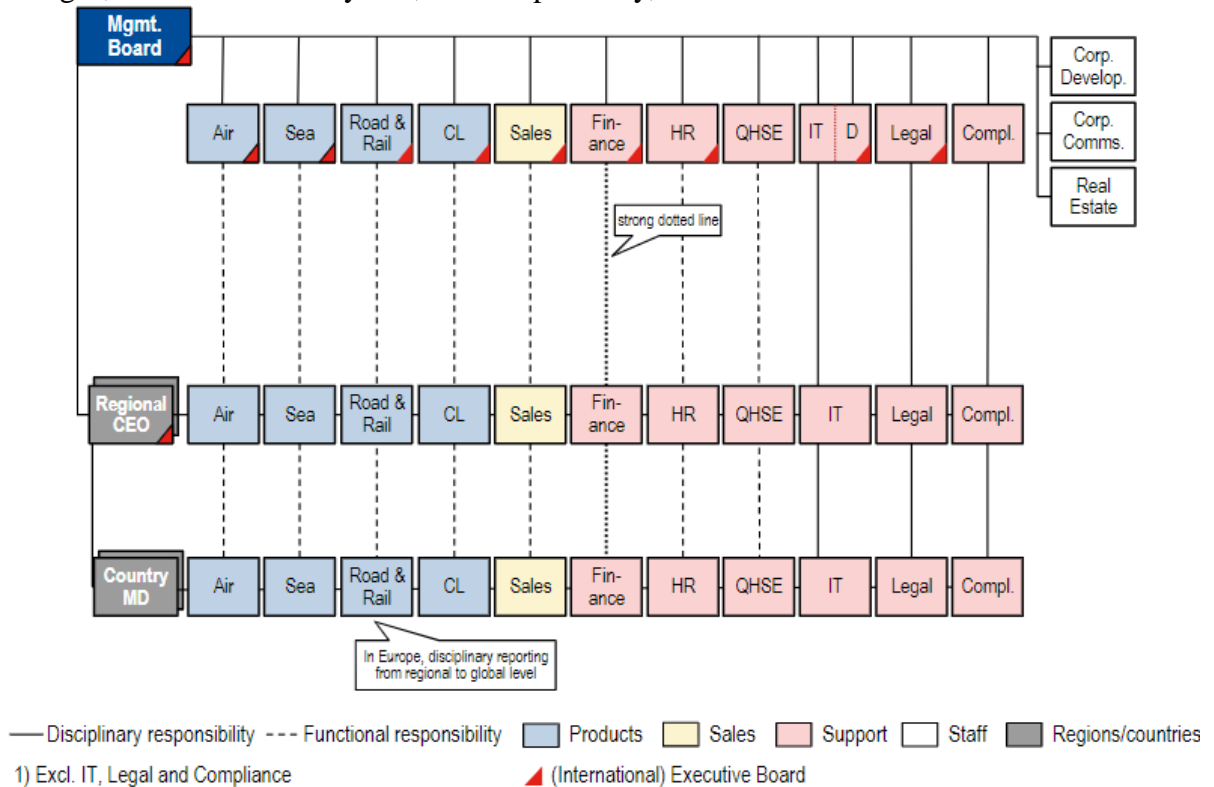 Mgmt.
Board
Corp.
Develop.
Air
Sea
Road &
Rail
CL
Sales
Fin-
ance
HR
QHSE
IT D
Legal
Compl.
Corp.
Comms.
Real
Estate
strong dotted line
Regional
CEO
Air
Sea
Road &
Rail
CL
Sales
Fin-
ance
HR
QHSE
IT
Legal
Compl.
Country
MD
Air
Sea
Road &
Rail
CL
Sales
Fin-
ance
HR
QHSE
IT
Legal
Compl.
In Europe, disciplinary reporting
from regional to global level
Disciplinary responsibility --- Functional responsibility Products Sales Support Staff Regions/countries
1) Excl. IT, Legal and Compliance (International) Executive Board